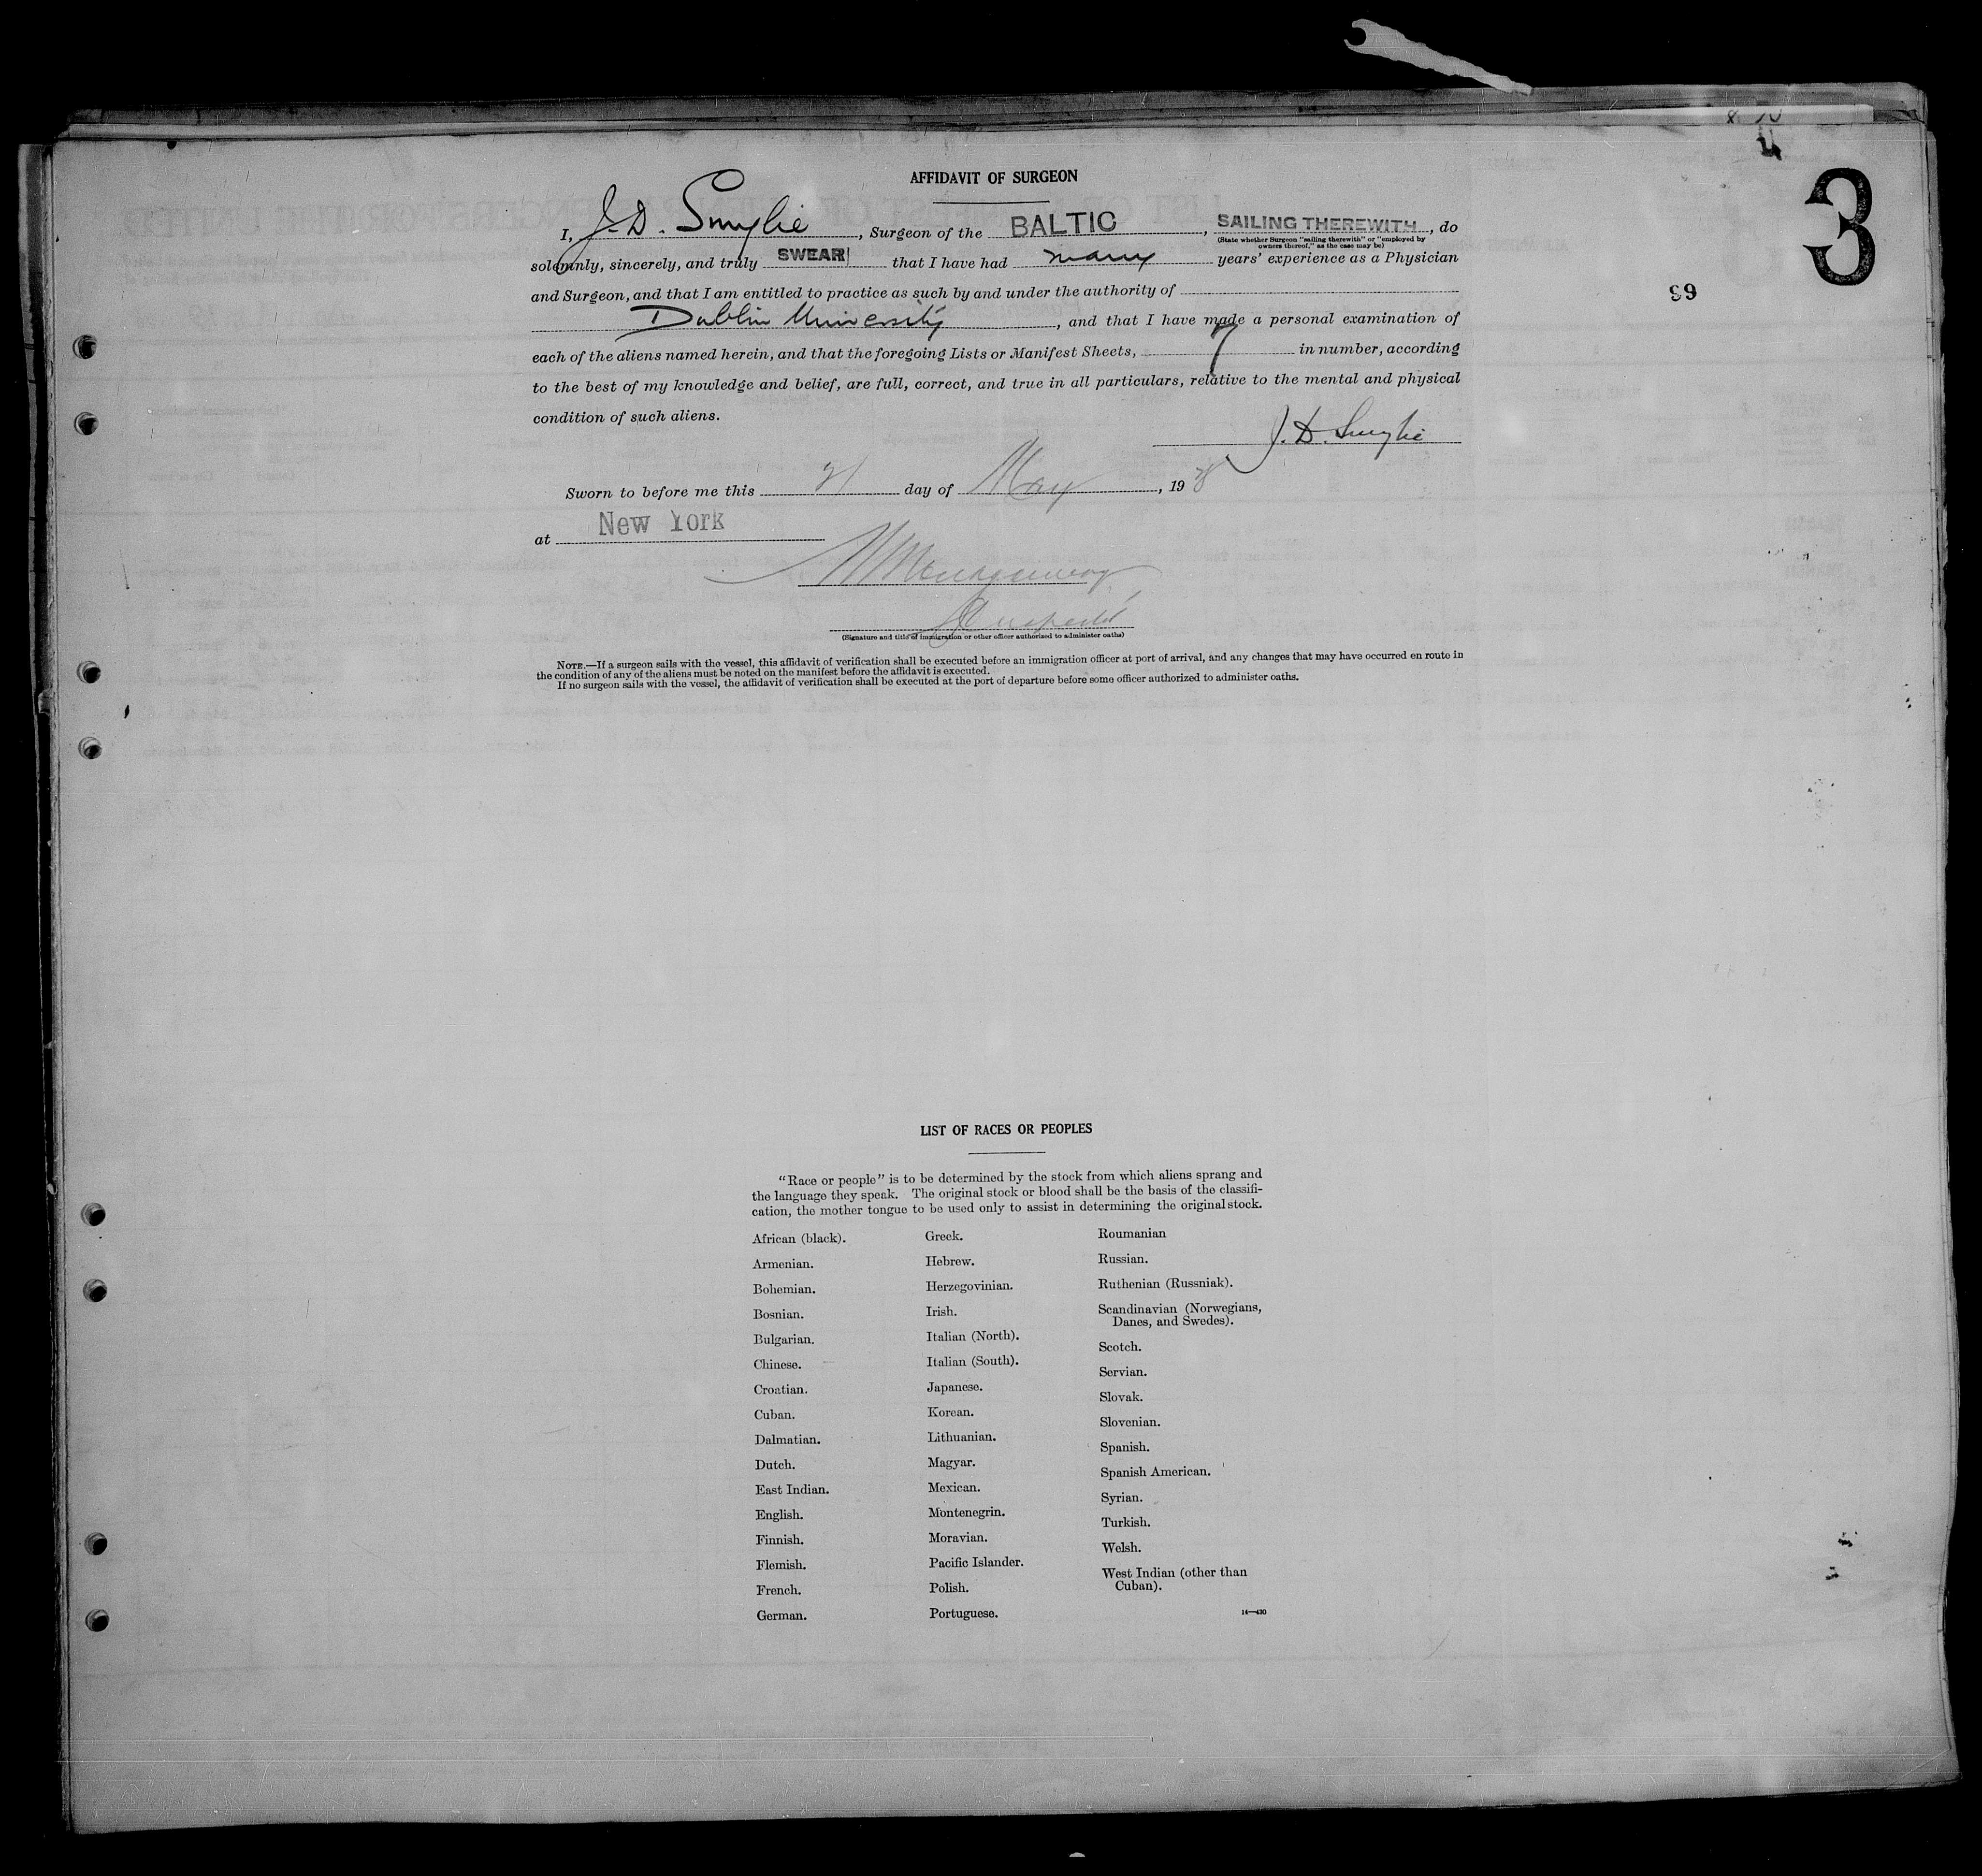 3
99
AFFIDAVIT OF SURGEON
I, J. D. Smylie, Surgeon of the BALTIC, SAILING THEREWITH, do
(State whether Surgeon "sailing therewith" or "employed by
owners thereof," as the case may be)
solemnly, sincerely, and truly SWEAR that I have had many years' experience as a Physician
and Surgeon, and that I am entitled to practice as such by and under the authority of
Dublin University, and that I have made a personal examination of
each of the aliens named herein, and that the foregoing Lists or Manifest Sheets, 7 in number, according
to the best of my knowledge and belief, are full, correct, and true in all particulars, relative to the mental and physical
condition of such aliens.
J. D. Smylie
Sworn to before me this 21 day of May, 19
at New York
(Signature and title of immigration or other officer authorized to administer oaths)
NOTE.—If a surgeon sails with the vessel, this affidavit of verification shall be executed before an immigration officer at port of arrival, and any changes that may have occurred en route in
the condition of any of the aliens must be noted on the manifest before the affidavit is executed.
If no surgeon sails with the vessel, the affidavit of verification shall be executed at the port of departure before some officer authorized to administer oaths.
LIST OF RACES OR PEOPLES
"Race or people" is to be determined by the stock from which aliens sprang and
the language they speak. The original stock or blood shall be the basis of the classifi-
cation, the mother tongue to be used only to assist in determining the original stock.
African (black).
Armenian.
Bohemian.
Bosnian.
Bulgarian.
Chinese.
Croatian.
Cuban.
Dalmatian.
Dutch.
East Indian.
English.
Finnish.
Flemish.
French.
German.
Greek.
Hebrew.
Herzegovinian.
Irish.
Italian (North).
Italian (South).
Japanese.
Korean.
Lithuanian.
Magyar.
Mexican.
Montenegrin.
Moravian.
Pacific Islander.
Polish.
Portuguese.
Roumanian
Russian.
Ruthenian (Russniak).
Scandinavian (Norwegians,
Danes, and Swedes).
Scotch.
Servian.
Slovak.
Slovenian.
Spanish.
Spanish American.
Syrian.
Turkish.
Welsh.
West Indian (other than
Cuban).
14—430